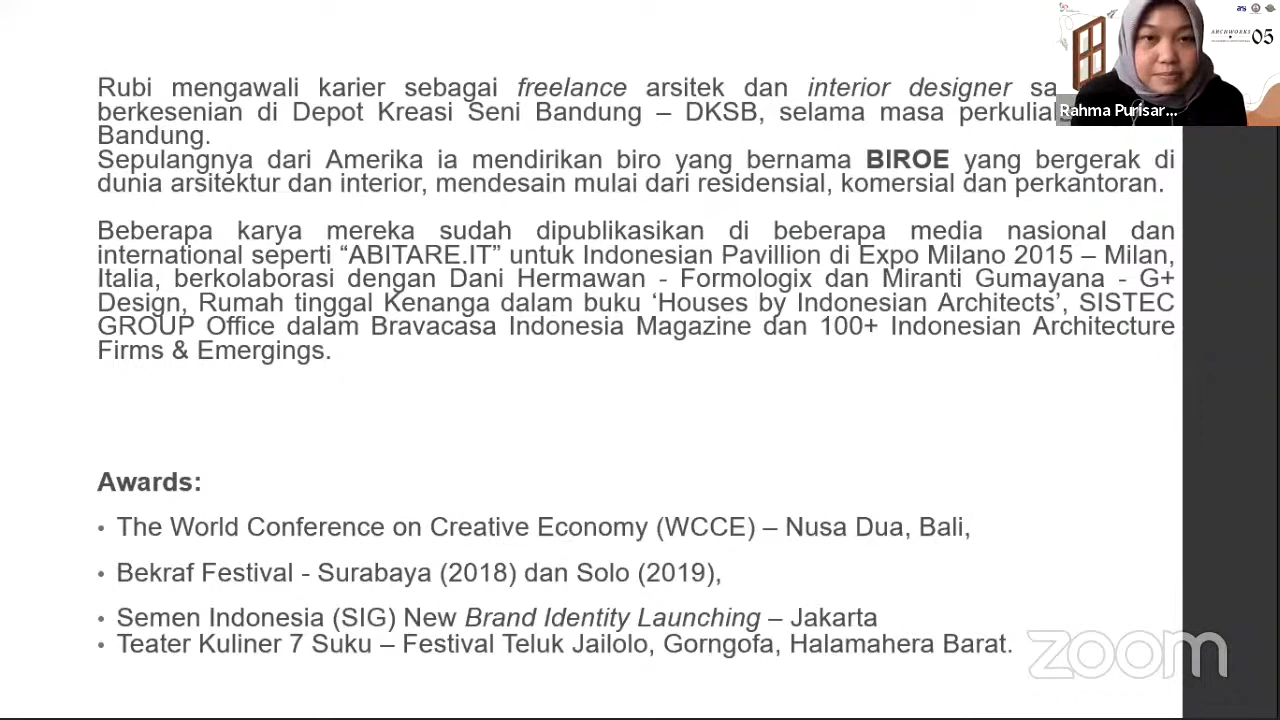 Rubi mengawali karier sebagai freelance arsitek dan interior designer
berkesenian di Depot Kreasi Seni Bandung – DKSB, selama masa
Bandung.
Sepulangnya dari Amerika ia mendirikan biro yang bernama BIROE yang bergerak di
dunia arsitektur dan interior, mendesain mulai dari residensial, komersial dan perkantoran.
Beberapa karya mereka sudah dipublikasikan di beberapa media nasional dan
international seperti “ABITARE.IT” untuk Indonesian Pavillion di Expo Milano 2015 – Milan,
Italia, berkolaborasi dengan Dani Hermawan - Formologix dan Miranti Gumayana - G+
Design, Rumah tinggal Kenanga dalam buku ‘Houses by Indonesian Architects’, SISTEC
GROUP Office dalam Bravacasa Indonesia Magazine dan 100+ Indonesian Architecture
Firms & Emergings.
Awards:
• The World Conference on Creative Economy (WCCE) – Nusa Dua, Bali,
• Bekraf Festival - Surabaya (2018) dan Solo (2019),
• Semen Indonesia (SIG) New Brand Identity Launching – Jakarta
• Teater Kuliner 7 Suku – Festival Teluk Jailolo, Gorngofa, Halamahera Barat.
ARCHWORKS
05
Rahma Purisar...
zoom